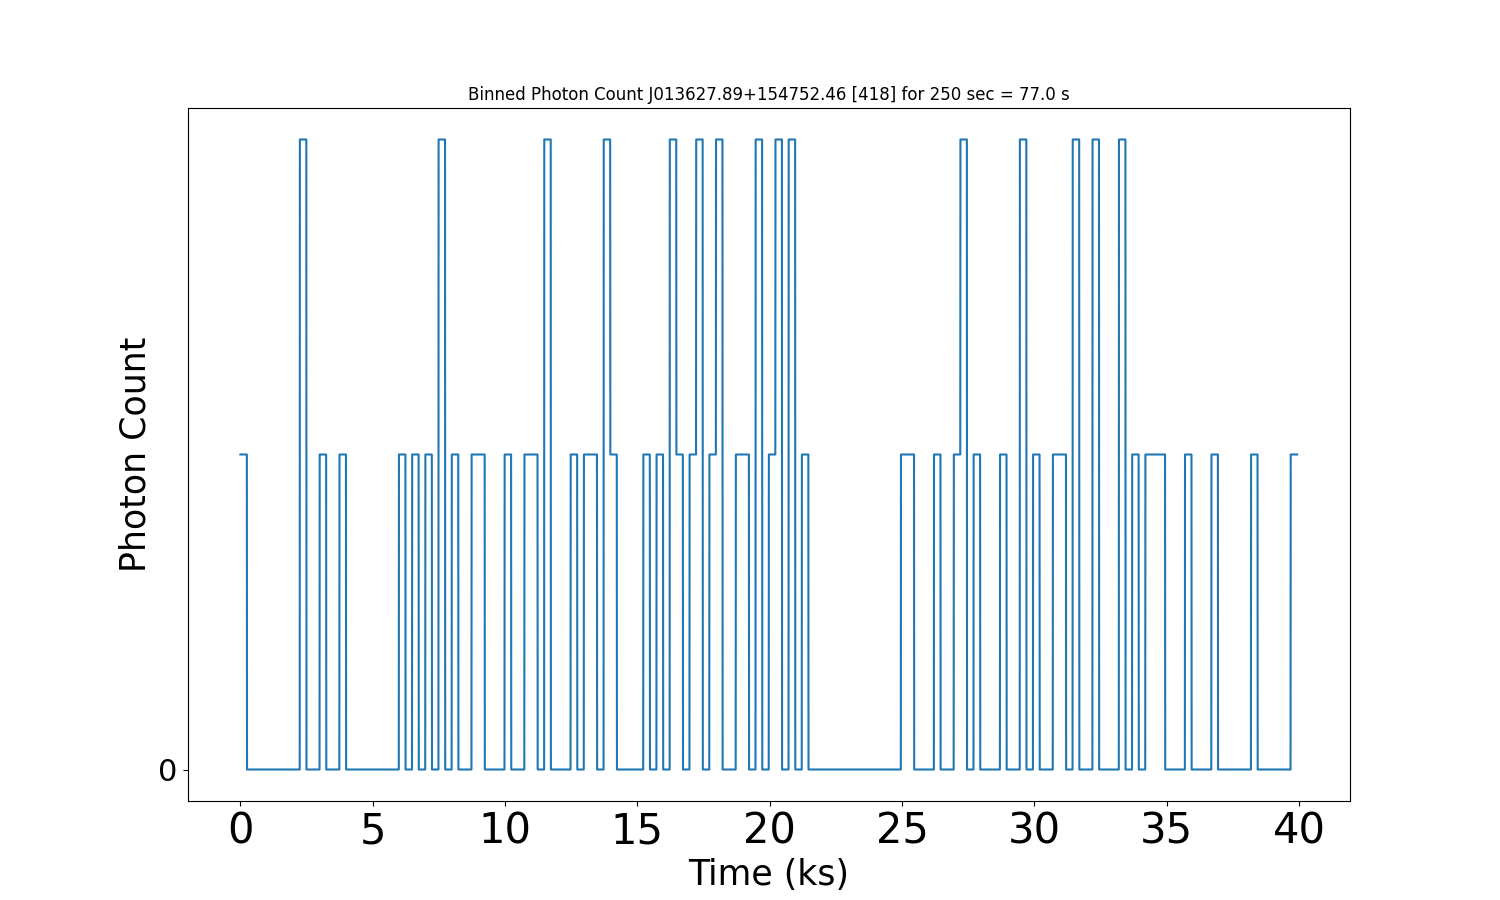 Binned Photon Count J013627.89+154752.46 [418] for 250 sec = 77.0 s
Photon Count
0
0 5 10 15 20 25 30 35 40
Time (ks)